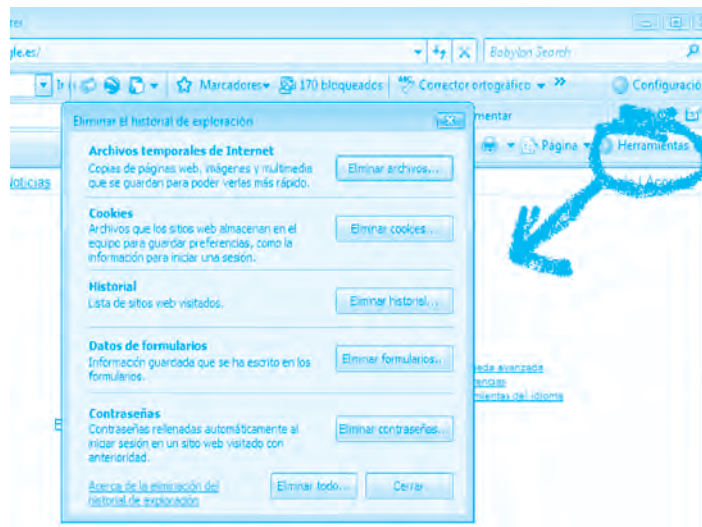 gle.es/
Babylon Search
Ir
Marcadores
170 bloqueados
Corrector ortográfico
Configuració
mentar
Página
Herramientas
Noticias
Eliminar el historial de exploración
Archivos temporales de Internet
Copias de páginas web, imágenes y multimedia
que se guardan para poder verlas más rápido.
Eliminar archivos...
Cookies
Archivos que los sitios web almacenan en el
equipo para guardar preferencias, como la
información para iniciar una sesión.
Eliminar cookies...
Historial
Lista de sitios web visitados.
Eliminar historial...
Datos de formularios
Información guardada que se ha escrito en los
formularios.
Eliminar formularios...
eda avanzada
rencias
mientas del idioma
Contraseñas
Contraseñas rellenadas automáticamente al
iniciar sesión en un sitio web visitado con
anterioridad.
Eliminar contraseñas...
Acerca de la eliminación del
historial de exploración
Eliminar todo...
Cerrar